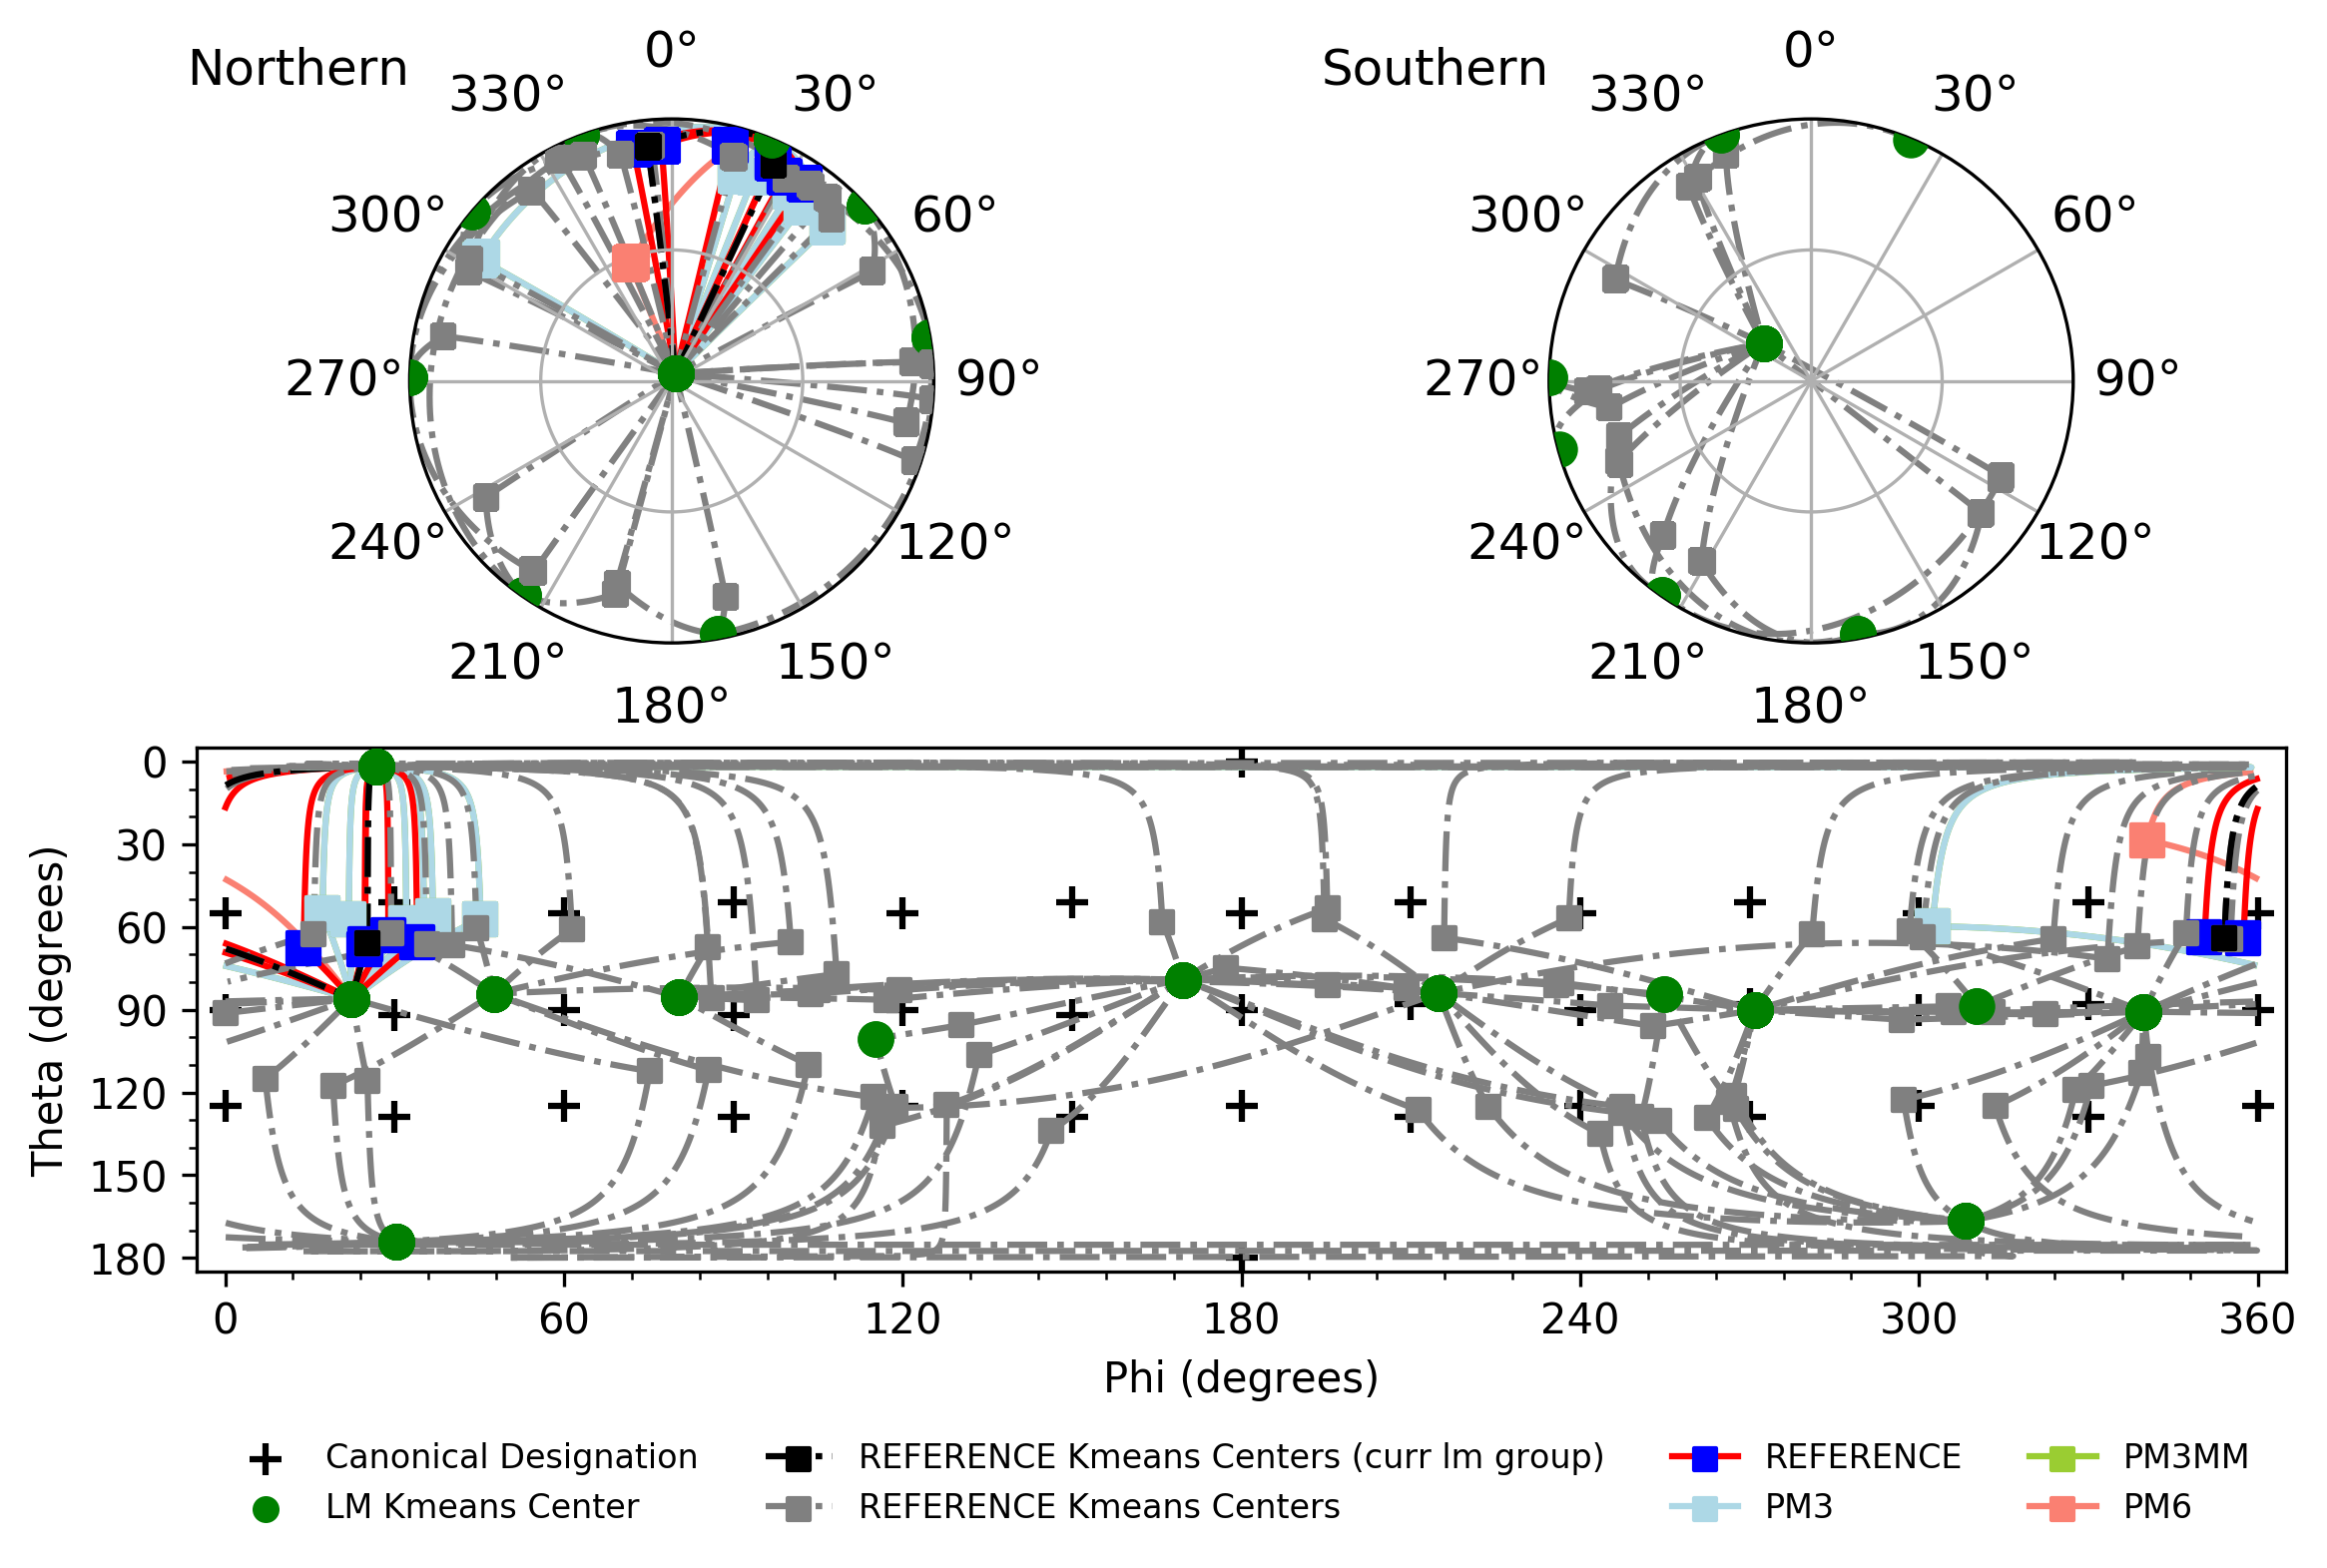 Northern
0°
330° 30°
300° 60°
270° 90°
240° 120°
210° 150°
180°
Southern
0°
330° 30°
300° 60°
270° 90°
240° 120°
210° 150°
180°
Theta (degrees)
0
30
60
90
120
150
180
0 60 120 180 240 300 360
Phi (degrees)
Canonical Designation
LM Kmeans Center
REFERENCE Kmeans Centers (curr lm group)
REFERENCE Kmeans Centers
REFERENCE
PM3
PM3MM
PM6